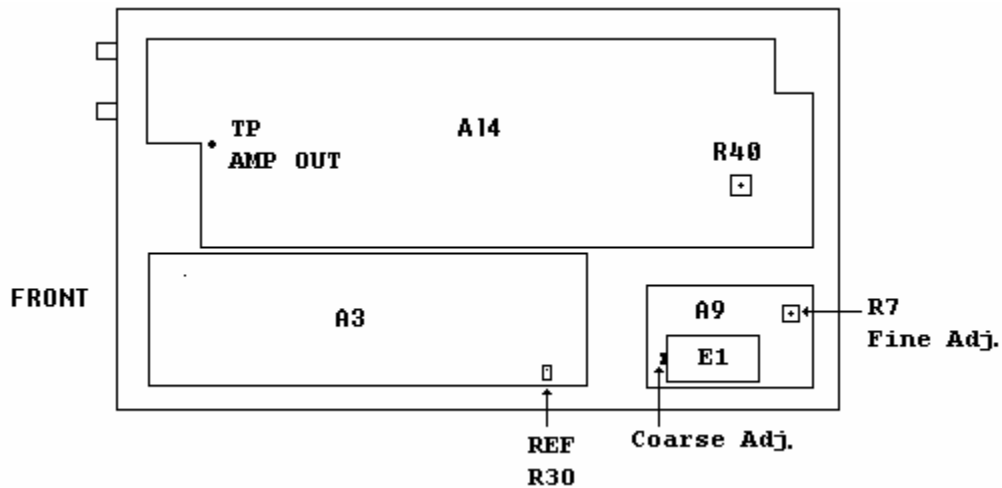 TP
AMP OUT
A14
R40
FRONT
A3
A9
R7
Fine Adj.
E1
REF
R30
Coarse Adj.